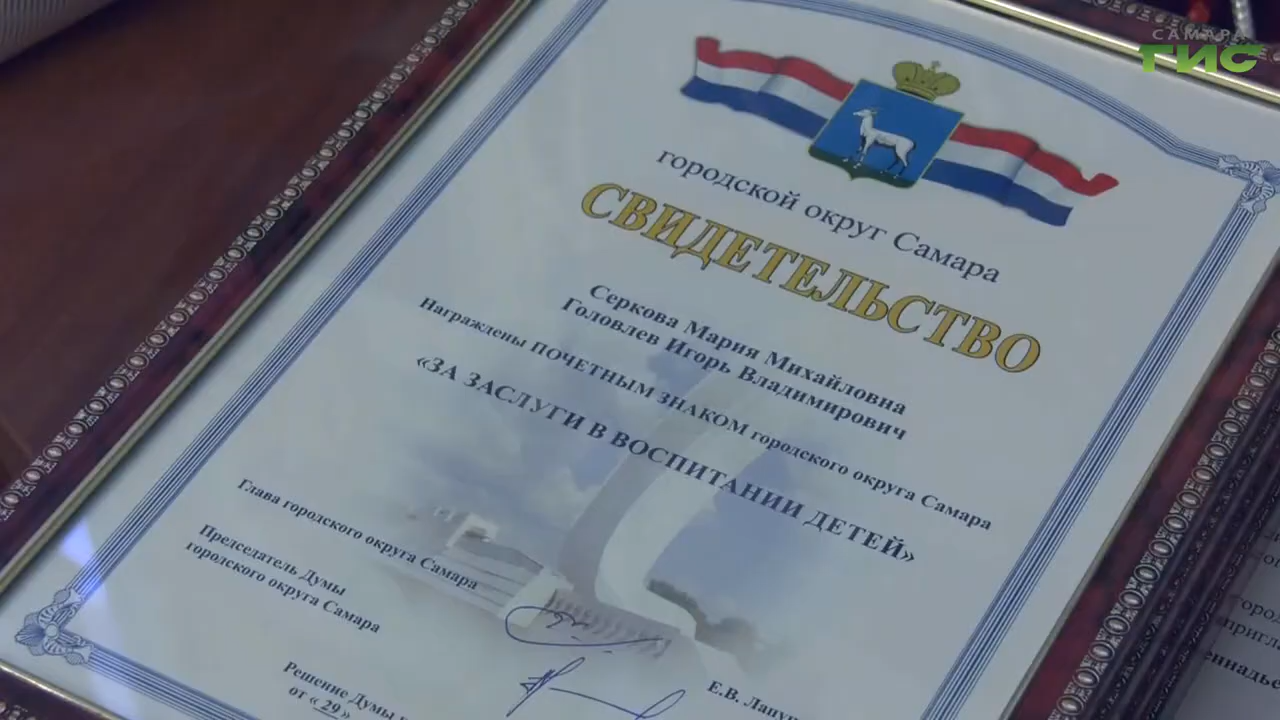 САМАРА
ГИС
городской округ Самара
СВИДЕТЕЛЬСТВО
Серкова Мария Михайловна
Головлев Игорь Владимирович
Награждены ПОЧЕТНЫМ ЗНАКОМ городского округа Самара
«ЗА ЗАСЛУГИ В ВОСПИТАНИИ ДЕТЕЙ»
Глава городского округа Самара
Председатель Думы
городского округа Самара
Е.В. Лапу
Решение Думы
от « 29 »